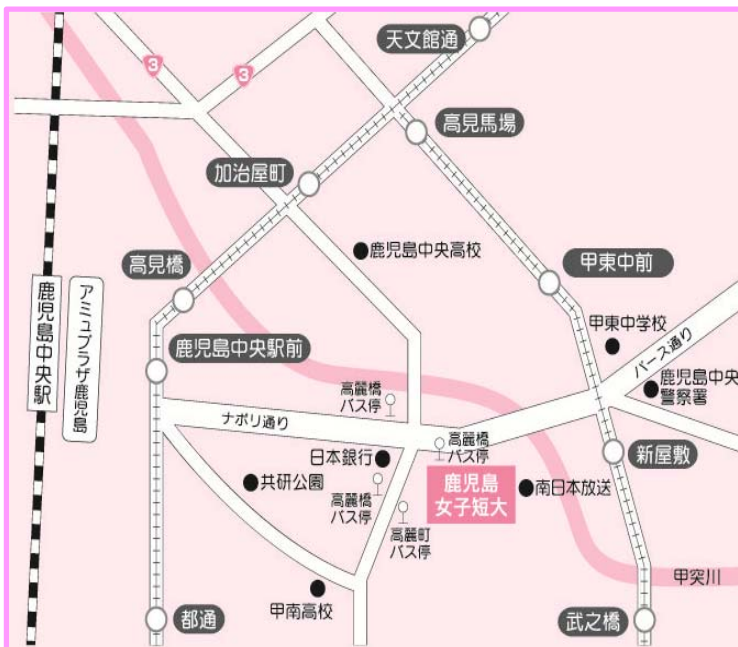 天文館通
3
3
高見馬場
加治屋町
鹿児島中央高校
高見橋
甲東中前
鹿児島中央駅
アミュプラザ鹿児島
甲東中学校
パース通り
鹿児島中央駅前
鹿児島中央
警察署
高麗橋
バス停
ナポリ通り
高麗橋
バス停
日本銀行
新屋敷
鹿児島
女子短大
共研公園
高麗橋
バス停
南日本放送
高麗町
バス停
甲突川
甲南高校
都通
武之橋